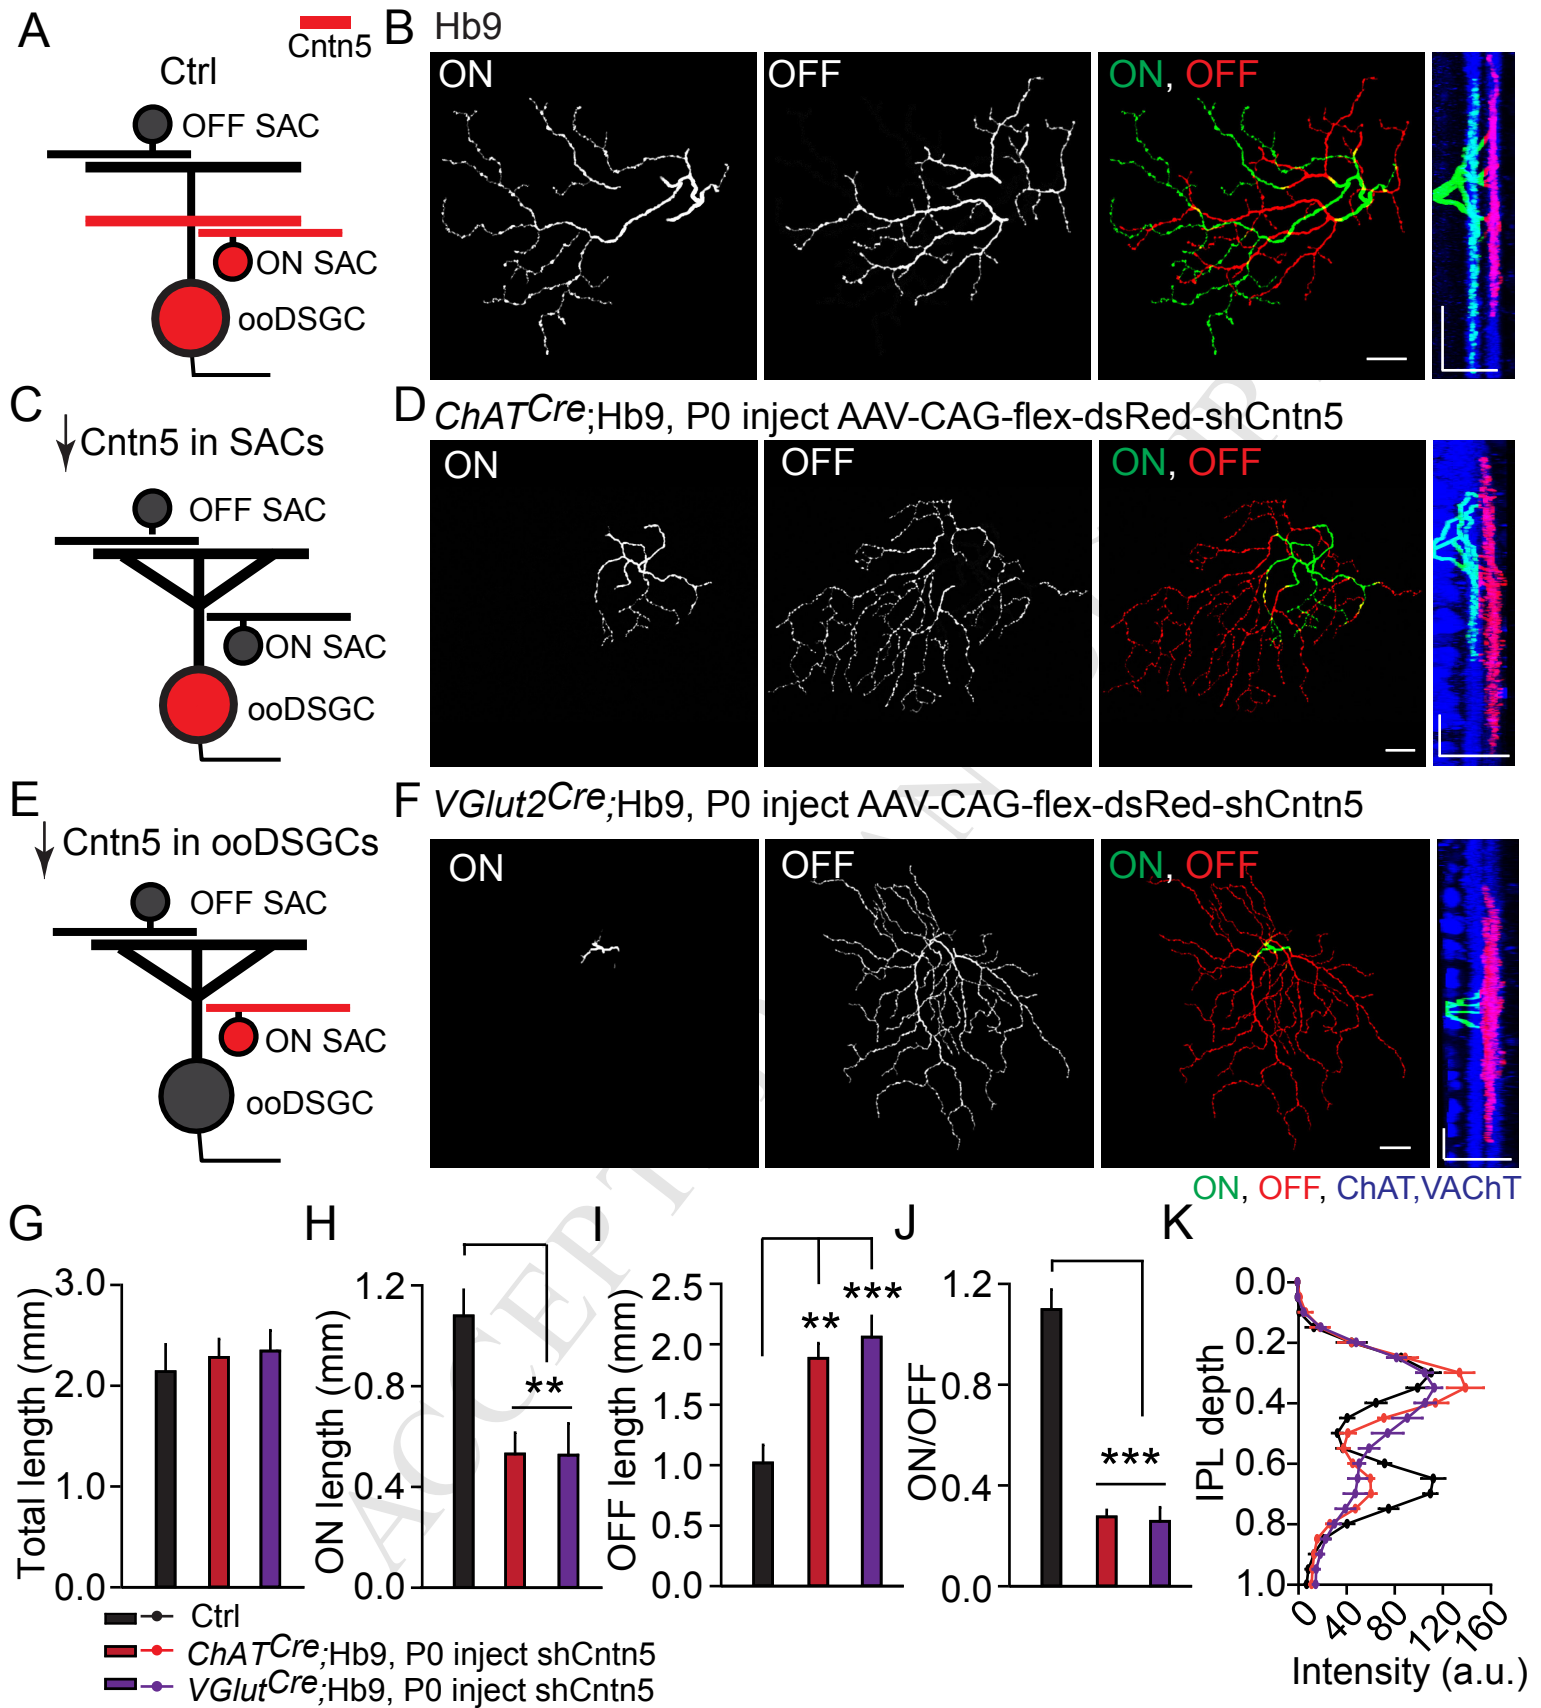 A
Cntn5
Ctrl
OFF SAC
ON SAC
ooDSGC
B
Hb9
ON
OFF
ON, OFF
C
Cntn5 in SACs
OFF SAC
ON SAC
ooDSGC
D
ChATCre;Hb9, P0 inject AAV-CAG-flex-dsRed-shCntn5
ON
OFF
ON, OFF
E
Cntn5 in ooDSGCs
OFF SAC
ON SAC
ooDSGC
F
VGlut2Cre;Hb9, P0 inject AAV-CAG-flex-dsRed-shCntn5
ON
OFF
ON, OFF
ON, OFF, ChAT,VAChT
G
Total length (mm)
3.0
2.0
1.0
0.0
H
ON length (mm)
1.2
0.8
0.4
0.0
**
I
OFF length (mm)
2.5
2.0
1.5
1.0
0.5
0.0
**
***
J
ON/OFF
1.2
0.8
0.4
0.0
***
K
IPL depth
0.0
0.2
0.4
0.6
0.8
1.0
0
40
80
120
160
Intensity (a.u.)
Ctrl
ChATCre;Hb9, P0 inject shCntn5
VGlutCre;Hb9, P0 inject shCntn5